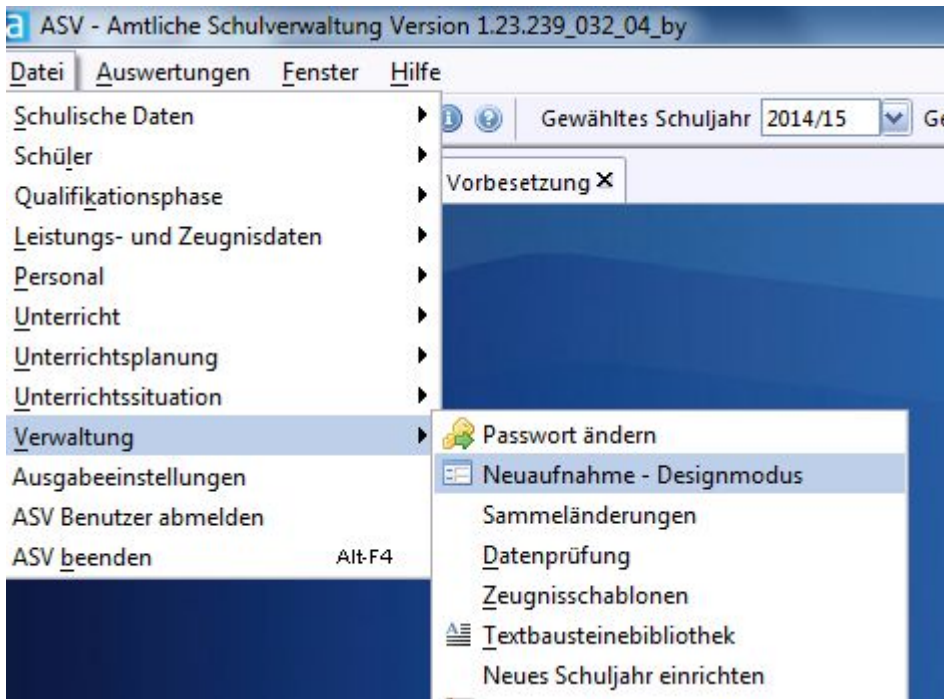 ASV - Amtliche Schulverwaltung Version 1.23.239_032_04_by
Datei Auswertungen Fenster Hilfe
Gewähltes Schuljahr 2014/15
Vorbesetzung
Schulische Daten
Schüler
Qualifikationsphase
Leistungs- und Zeugnisdaten
Personal
Unterricht
Unterrichtsplanung
Unterrichtssituation
Verwaltung
Ausgabeeinstellungen
ASV Benutzer abmelden
ASV beenden Alt-F4
Passwort ändern
Neuaufnahme - Designmodus
Sammeländerungen
Datenprüfung
Zeugnisschablonen
Textbausteinebibliothek
Neues Schuljahr einrichten